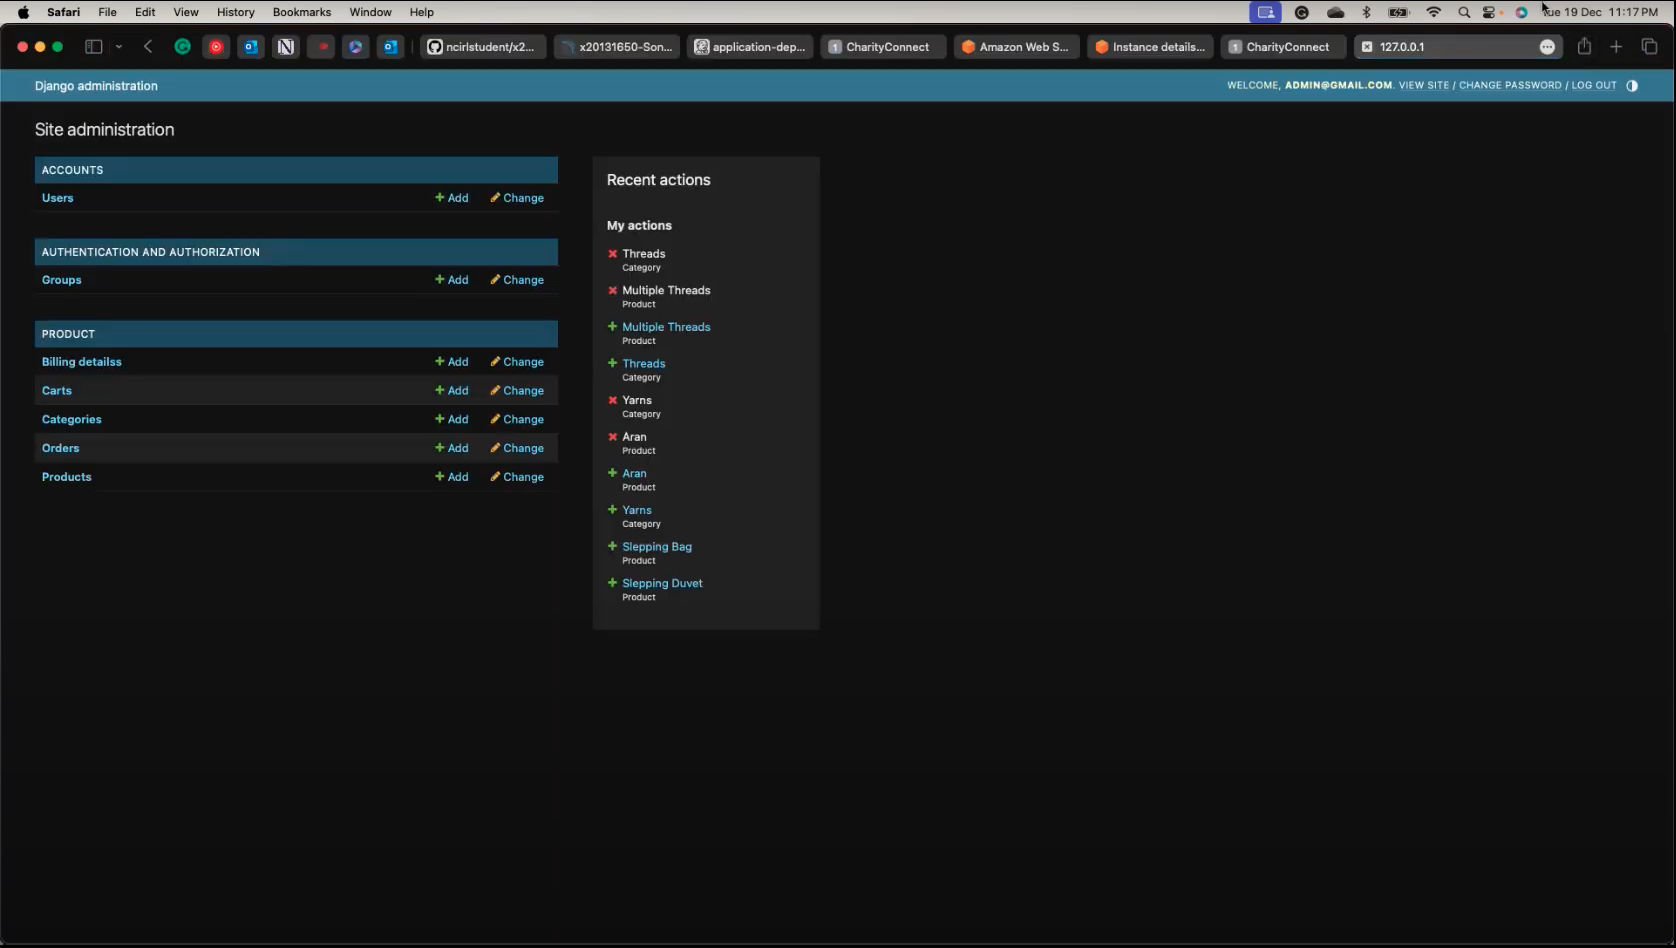 Safari File Edit View History Bookmarks Window Help Tue 19 Dec 11:17 PM
ncirlstudent/x2... x20131650-Son... application-dep... 1 CharityConnect Amazon Web S... Instance details... 1 CharityConnect 127.0.0.1
Django administration WELCOME, ADMIN@GMAIL.COM. VIEW SITE / CHANGE PASSWORD / LOG OUT
Site administration
ACCOUNTS
Users + Add Change
AUTHENTICATION AND AUTHORIZATION
Groups + Add Change
PRODUCT
Billing detailss + Add Change
Carts + Add Change
Categories + Add Change
Orders + Add Change
Products + Add Change
Recent actions
My actions
Threads
Category
Multiple Threads
Product
Multiple Threads
Product
Threads
Category
Yarns
Category
Aran
Product
Aran
Product
Yarns
Category
Slepping Bag
Product
Slepping Duvet
Product